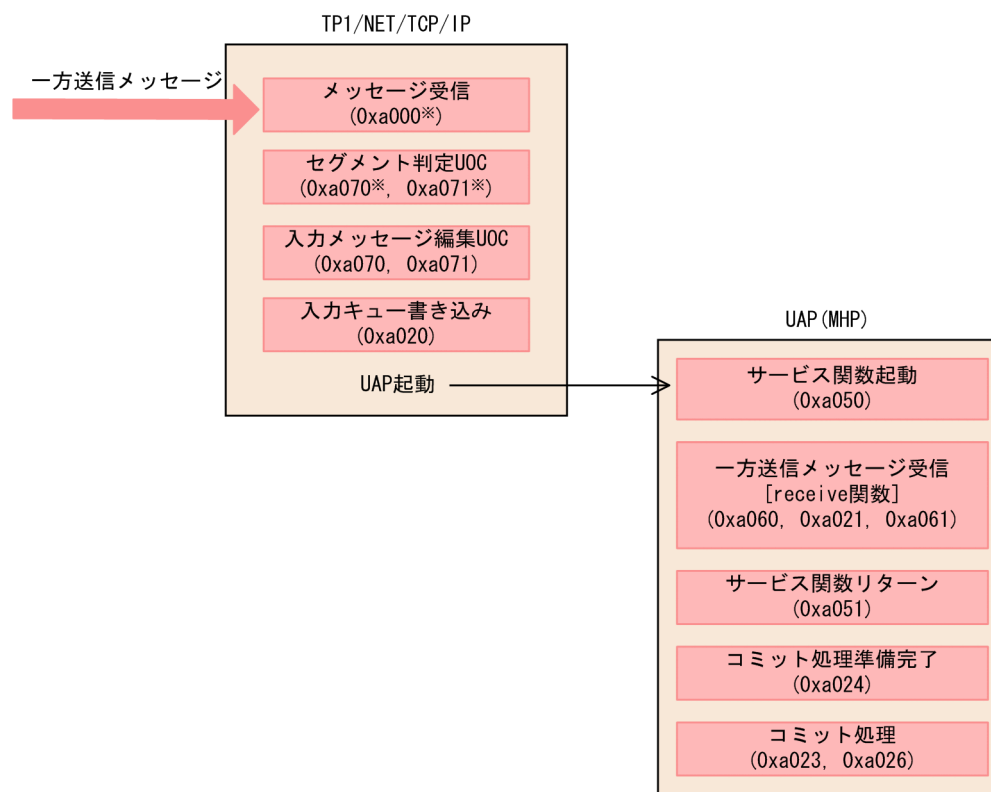 TP1/NET/TCP/IP
一方送信メッセージ
メッセージ受信
(0xa000※)
セグメント判定UOC
(0xa070※, 0xa071※)
入力メッセージ編集UOC
(0xa070, 0xa071)
入力キュー書き込み
(0xa020)
UAP起動
UAP(MHP)
サービス関数起動
(0xa050)
一方送信メッセージ受信
[receive関数]
(0xa060, 0xa021, 0xa061)
サービス関数リターン
(0xa051)
コミット処理準備完了
(0xa024)
コミット処理
(0xa023, 0xa026)